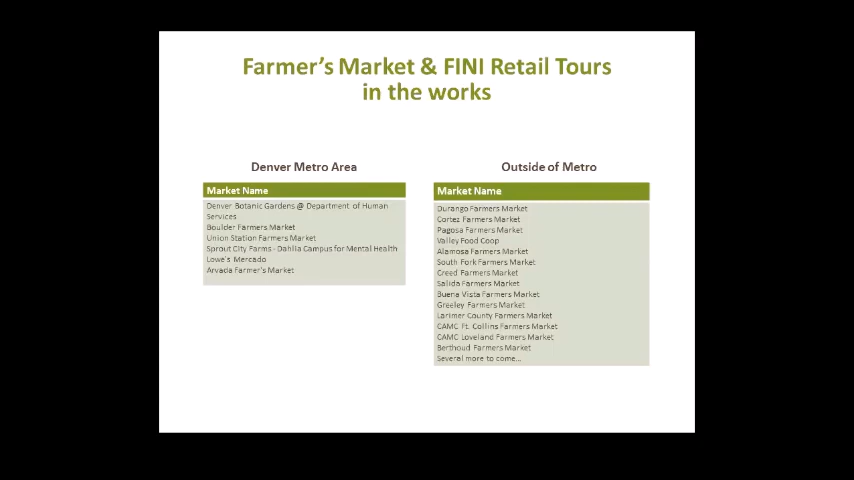 Farmer's Market & FINI Retail Tours
in the works
Denver Metro Area
Market Name
Denver Botanic Gardens @ Department of Human
Services
Boulder Farmers Market
Union Station Farmers Market
Sprout City Farms - Dahlia Campus for Mental Health
Lowe's Mercado
Arvada Farmer's Market
Outside of Metro
Market Name
Durango Farmers Market
Cortez Farmers Market
Pagosa Farmers Market
Valley Food Coop
Alamosa Farmers Market
South Fork Farmers Market
Creed Farmers Market
Salida Farmers Market
Buena Vista Farmers Market
Greeley Farmers Market
Larimer County Farmers Market
CAMC Ft. Collins Farmers Market
CAMC Loveland Farmers Market
Berthoud Farmers Market
Several more to come...